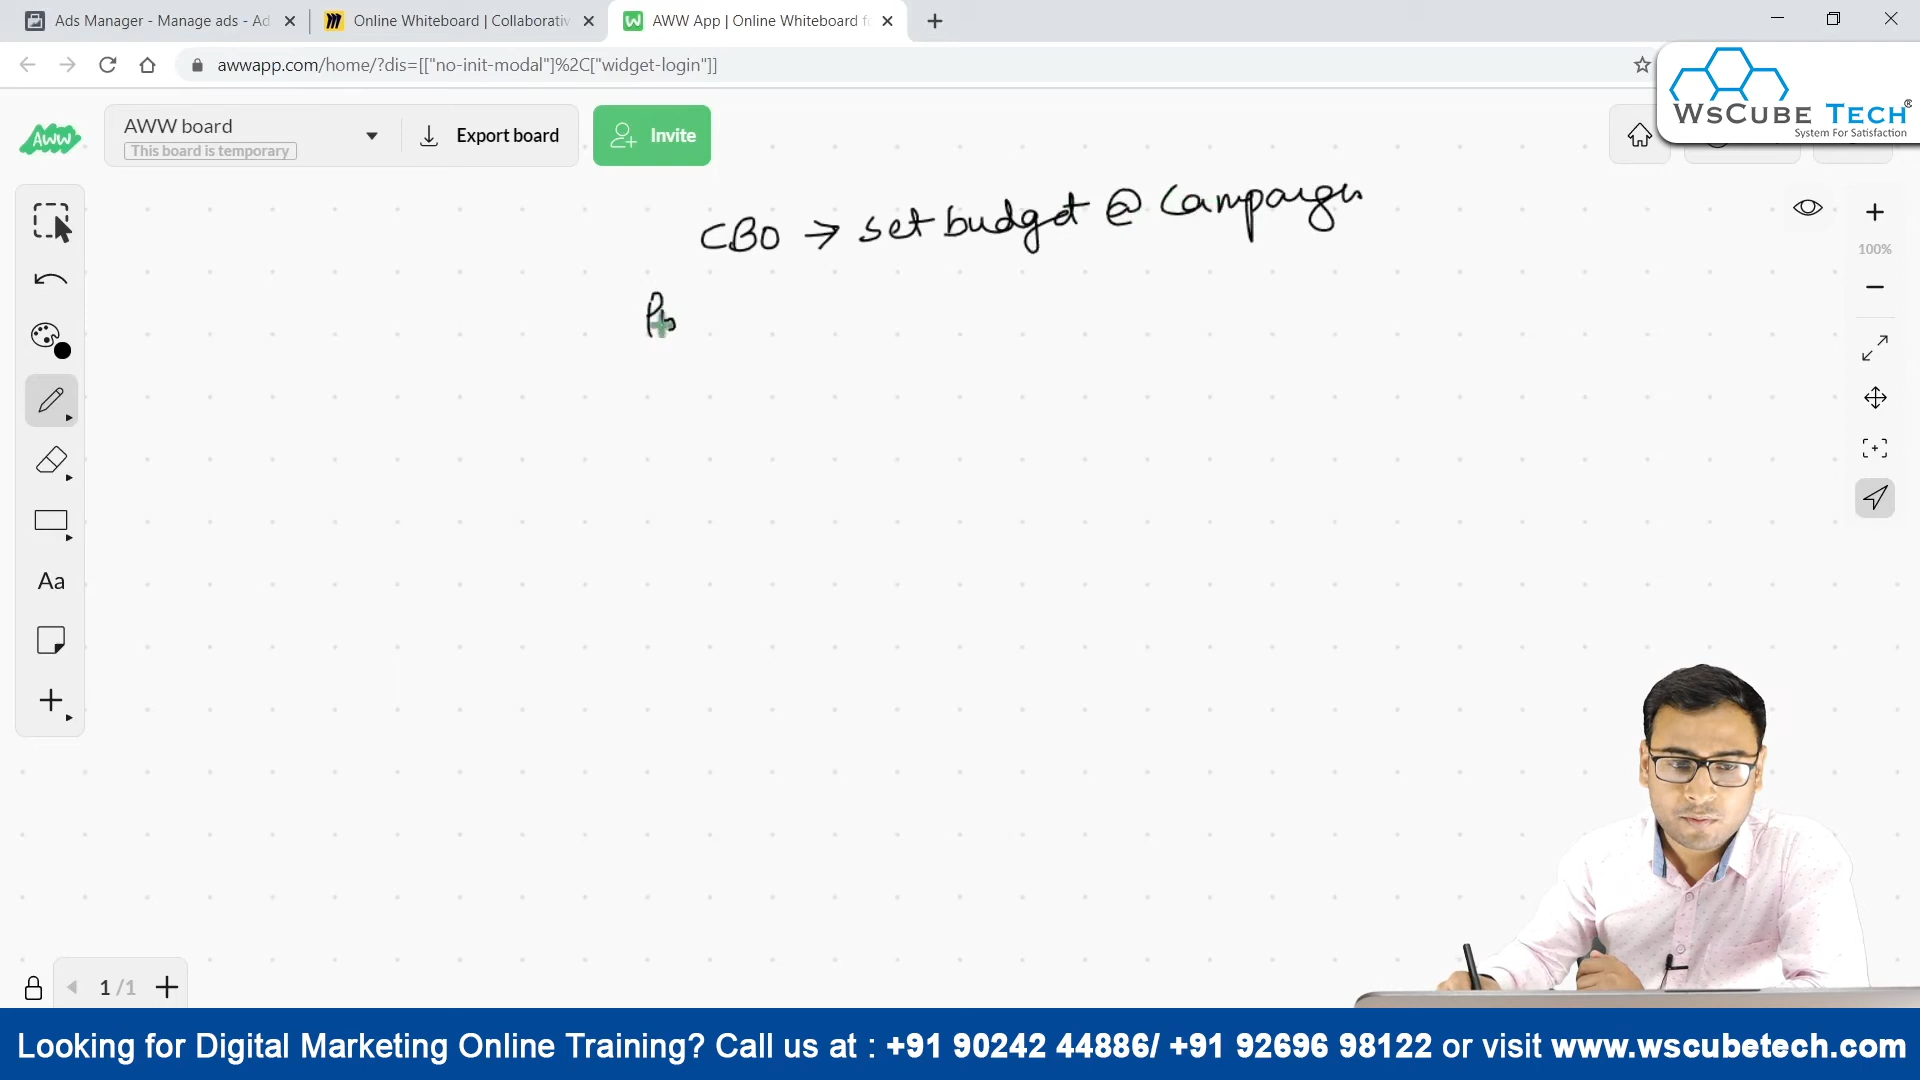 Ads Manager - Manage ads - Ad
Online Whiteboard | Collaborativ
AWW App | Online Whiteboard f
awwapp.com/home/?dis=[["no-init-modal"]%2C["widget-login"]]
WsCube Tech®
System For Satisfaction
AWW
AWW board
This board is temporary
Export board
Invite
CBO → set budget @ Campaign
100%
Aa
1 /1
Looking for Digital Marketing Online Training? Call us at : +91 90242 44886/ +91 92696 98122 or visit www.wscubetech.com